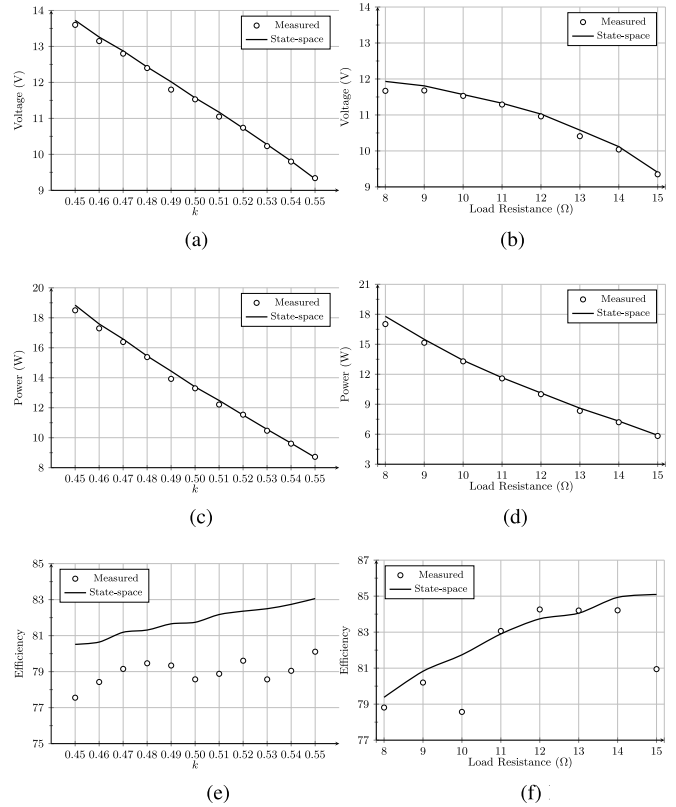 14
13
12
11
10
9
Voltage (V)
Measured
State-space
0.45 0.46 0.47 0.48 0.49 0.50 0.51 0.52 0.53 0.54 0.55
k
(a)
14
13
12
11
10
9
Voltage (V)
Measured
State-space
8 9 10 11 12 13 14 15
Load Resistance (Ω)
(b)
20
18
16
14
12
10
8
Power (W)
Measured
State-space
0.45 0.46 0.47 0.48 0.49 0.50 0.51 0.52 0.53 0.54 0.55
k
(c)
21
18
15
12
9
6
3
Power (W)
Measured
State-space
8 9 10 11 12 13 14 15
Load Resistance (Ω)
(d)
85
83
81
79
77
75
Efficiency
Measured
State-space
0.45 0.46 0.47 0.48 0.49 0.50 0.51 0.52 0.53 0.54 0.55
k
(e)
87
85
83
81
79
77
Efficiency
Measured
State-space
8 9 10 11 12 13 14 15
Load Resistance (Ω)
(f)